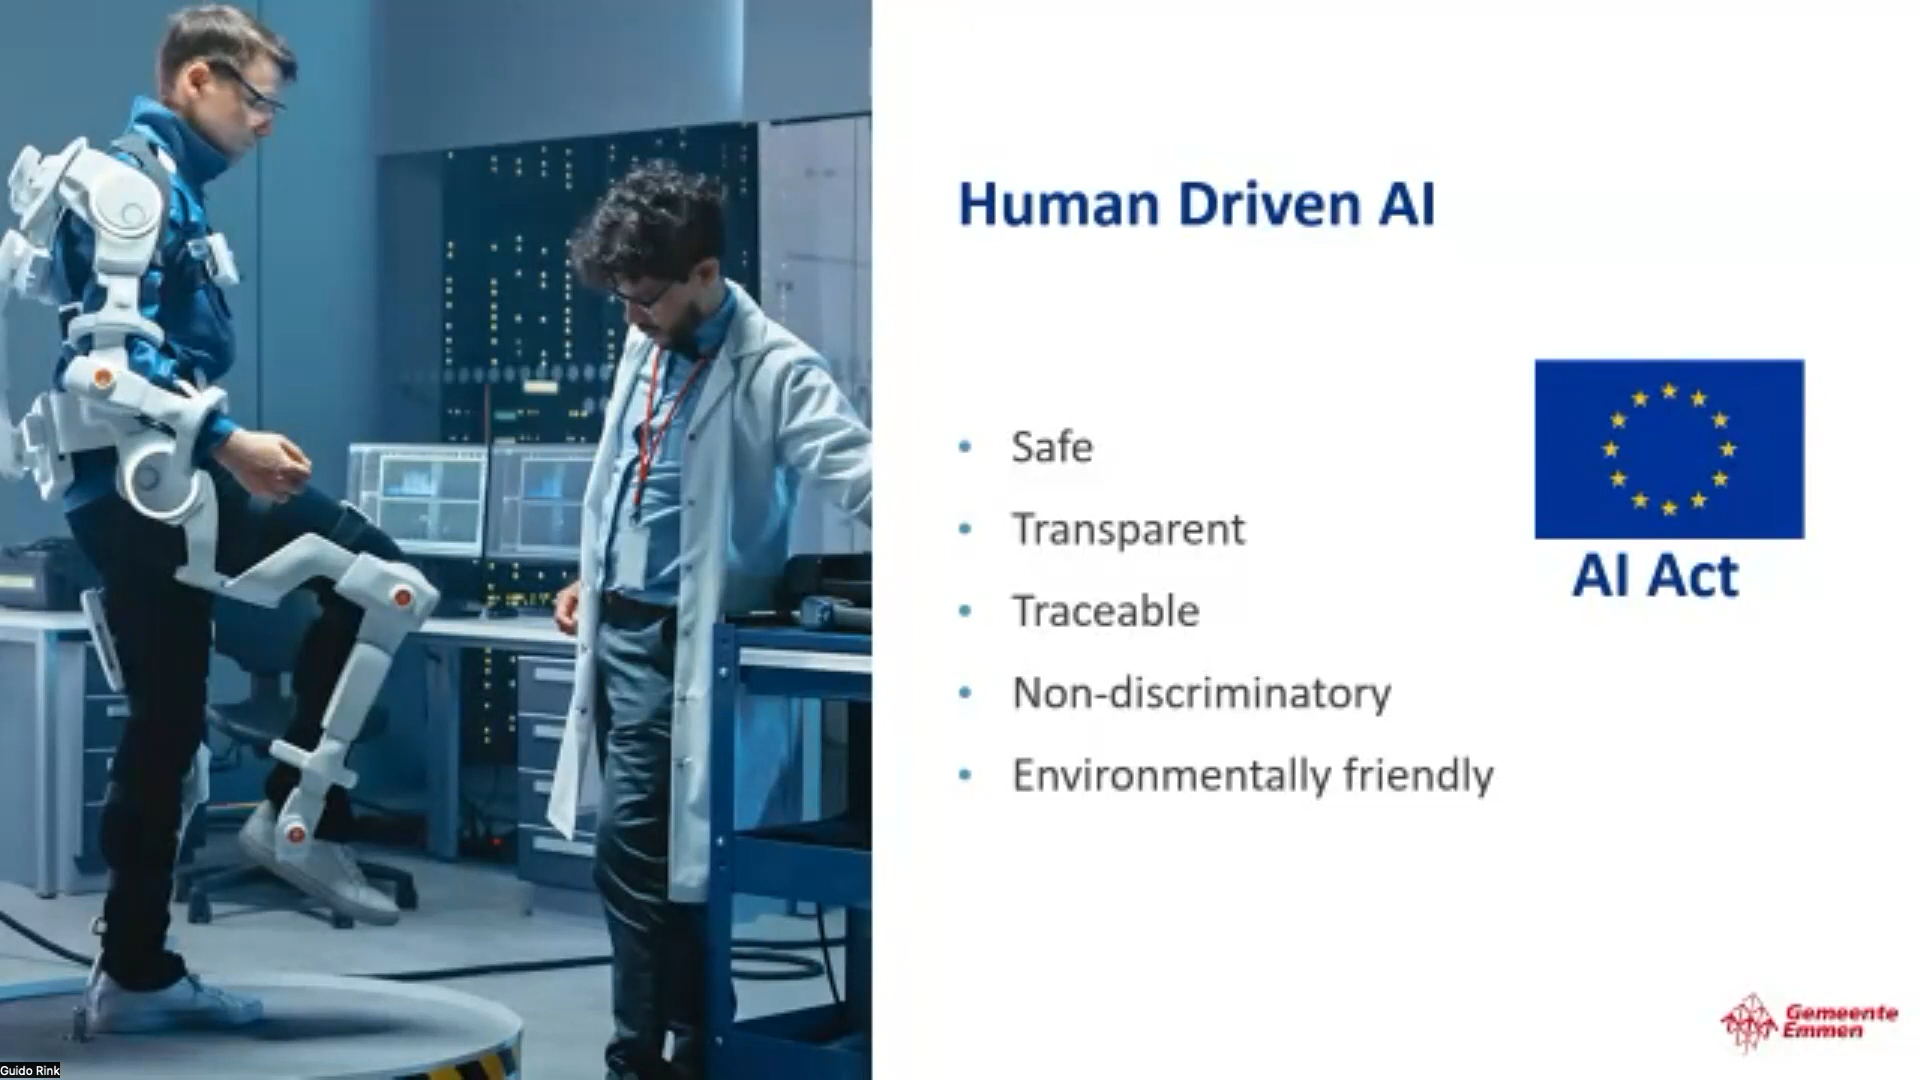 Human Driven AI
Safe
Transparent
Traceable
Non-discriminatory
Environmentally friendly
AI Act
Gemeente
Emmen
Guido Rink